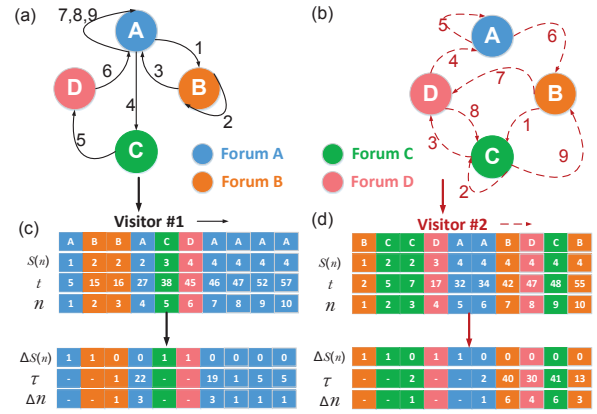 (a) (b)
7,8,9 A 1 5 A 6
D 6 3 B 2 D 4 7 B
4 8 1
5 C 3 C 2 9
Forum A Forum C
Forum B Forum D
Visitor #1 Visitor #2
(c) (d)
A B B A C D A A A A B C C D A A B D C B
S(n) 1 2 2 2 3 4 4 4 4 4 S(n) 1 2 2 3 4 4 4 4 4 4
t 5 15 16 27 38 45 46 47 52 57 t 2 5 7 17 32 34 42 47 48 55
n 1 2 3 4 5 6 7 8 9 10 n 1 2 3 4 5 6 7 8 9 10
ΔS(n) 1 1 0 0 1 1 0 0 0 0 ΔS(n) 1 1 0 1 1 0 0 0 0 0
τ - - 1 22 - - 19 1 5 5 τ - - 2 - - 2 40 30 41 13
Δn - - 1 3 - - 3 1 1 1 Δn - - 1 - - 1 6 4 6 3